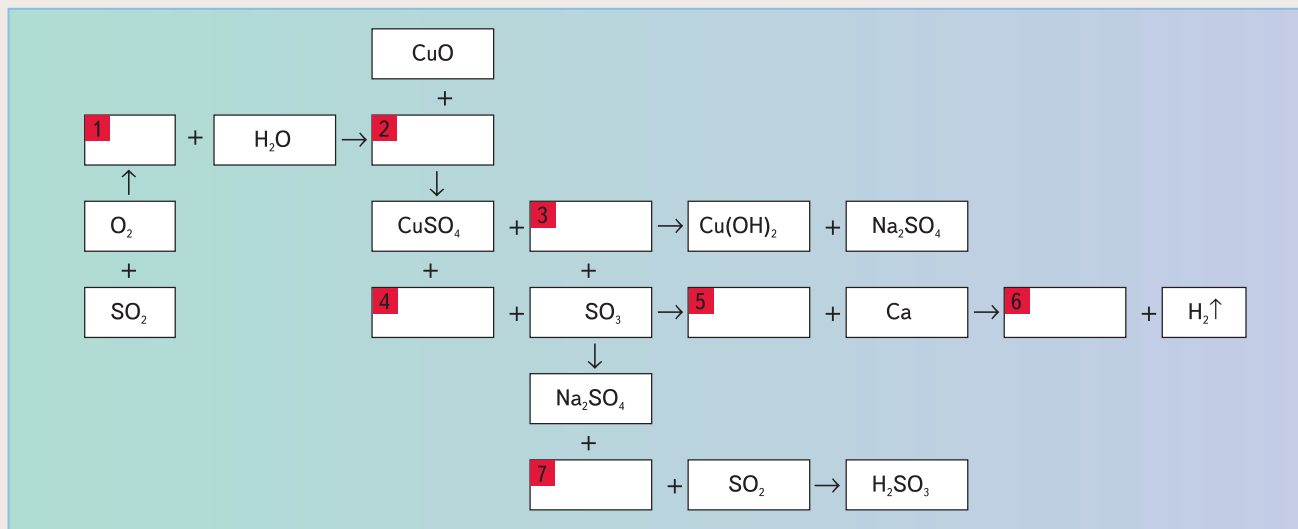 CuO
+
1 + H₂O → 2
↑ ↓
O₂ CuSO₄ + 3 → Cu(OH)₂ + Na₂SO₄
+ + +
SO₂ 4 + SO₃ → 5 + Ca → 6 + H₂↑
↓
Na₂SO₄
+
7 + SO₂ → H₂SO₃